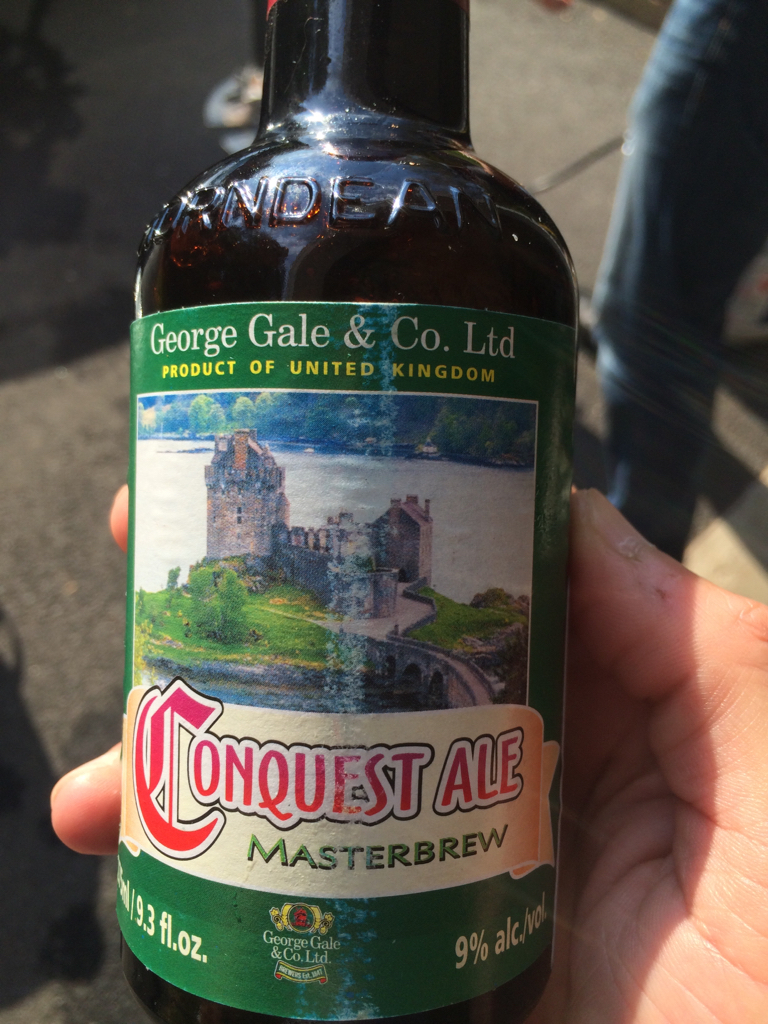 George Gale & Co. Ltd
PRODUCT OF UNITED KINGDOM
CONQUEST ALE
MASTERBREW
9.3 fl.oz.
George Gale
& Co. Ltd.
9% alc./vol.